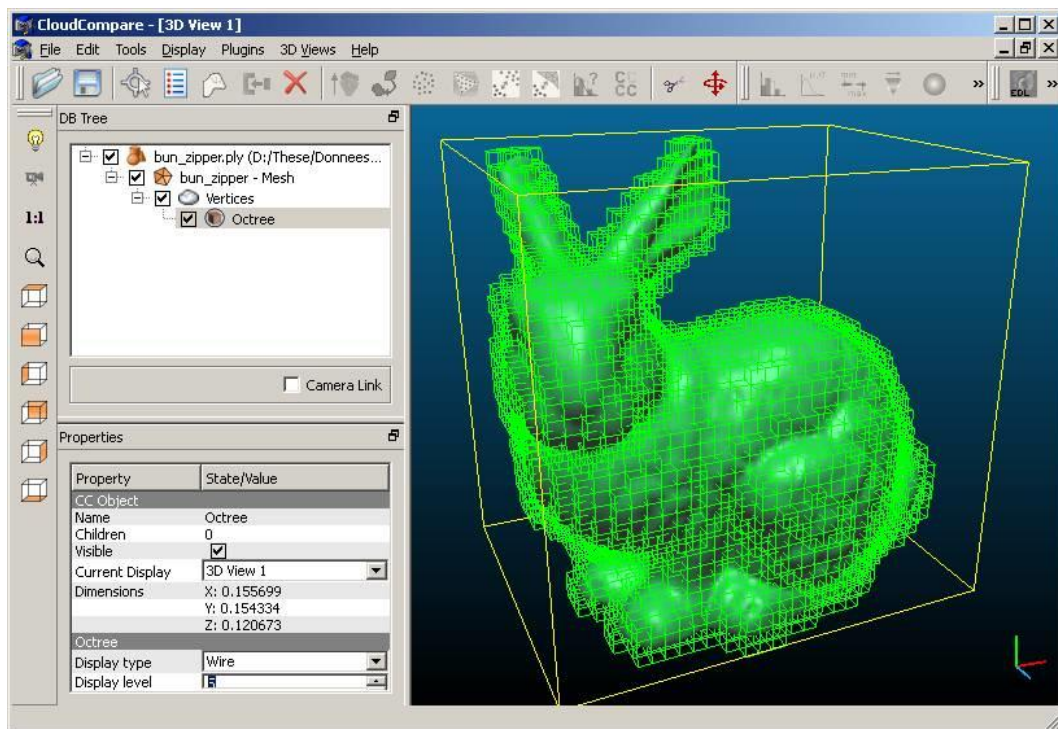 CloudCompare - [3D View 1]
File Edit Tools Display Plugins 3D Views Help
EDL
DB Tree
bun_zipper.ply (D:/These/Donnees...
bun_zipper - Mesh
Vertices
Octree
1:1
Camera Link
Properties
Property State/Value
CC Object
Name Octree
Children 0
Visible
Current Display 3D View 1
Dimensions X: 0.155699
Y: 0.154334
Z: 0.120673
Octree
Display type Wire
Display level